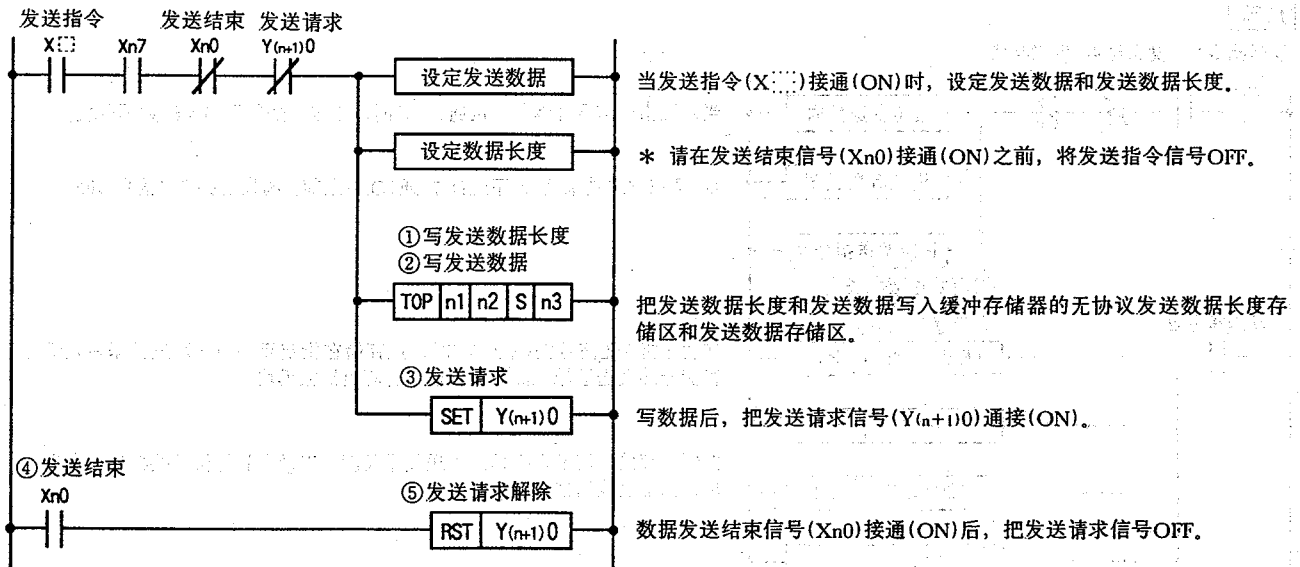 发送指令 发送结束 发送请求
X Xn7 Xn0 Y(n+1)0
设定发送数据
当发送指令(X )接通(ON)时，设定发送数据和发送数据长度。
设定数据长度
* 请在发送结束信号(Xn0)接通(ON)之前，将发送指令信号OFF。
①写发送数据长度
②写发送数据
TOP n1 n2 S n3
把发送数据长度和发送数据写入缓冲存储器的无协议发送数据长度存
储区和发送数据存储区。
③发送请求
SET Y(n+1)0
写数据后，把发送请求信号(Y(n+1)0)通接(ON)。
④发送结束
Xn0
⑤发送请求解除
RST Y(n+1)0
数据发送结束信号(Xn0)接通(ON)后，把发送请求信号OFF。